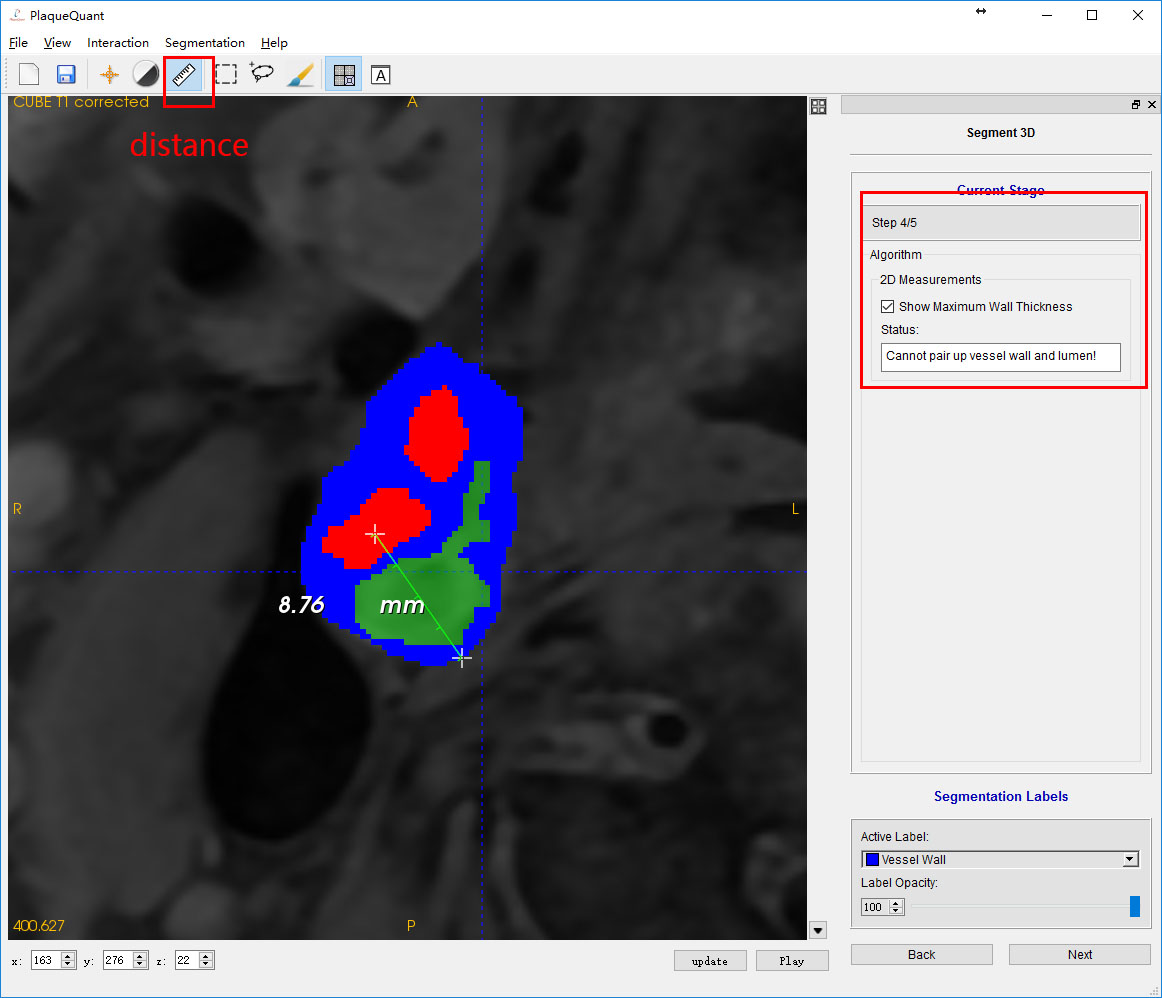 PlaqueQuant
File View Interaction Segmentation Help
A
CUBE T1 corrected
A
distance
R
L
8.76 mm
400.627
P
x: 163 y: 276 z: 22
update
Play
Segment 3D
Current Stage
Step 4/5
Algorithm
2D Measurements
Show Maximum Wall Thickness
Status:
Cannot pair up vessel wall and lumen!
Segmentation Labels
Active Label:
Vessel Wall
Label Opacity:
100
Back
Next